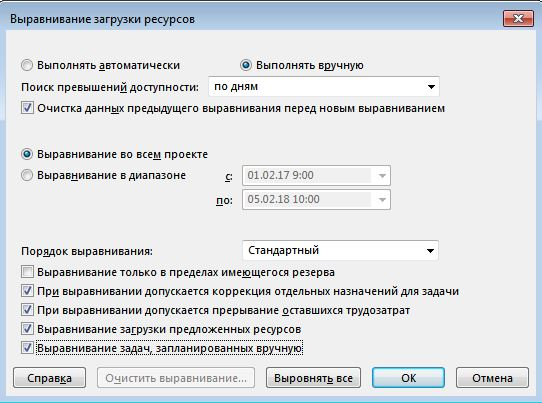 Выравнивание загрузки ресурсов
Выполнять автоматически Выполнять вручную
Поиск превышений доступности: по дням
Очистка данных предыдущего выравнивания перед новым выравниванием
Выравнивание во всем проекте
Выравнивание в диапазоне с: 01.02.17 9:00
по: 05.02.18 10:00
Порядок выравнивания: Стандартный
Выравнивание только в пределах имеющегося резерва
При выравнивании допускается коррекция отдельных назначений для задачи
При выравнивании допускается прерывание оставшихся трудозатрат
Выравнивание загрузки предложенных ресурсов
Выравнивание задач, запланированных вручную
Справка Очистить выравнивание... Выровнять все ОК Отмена